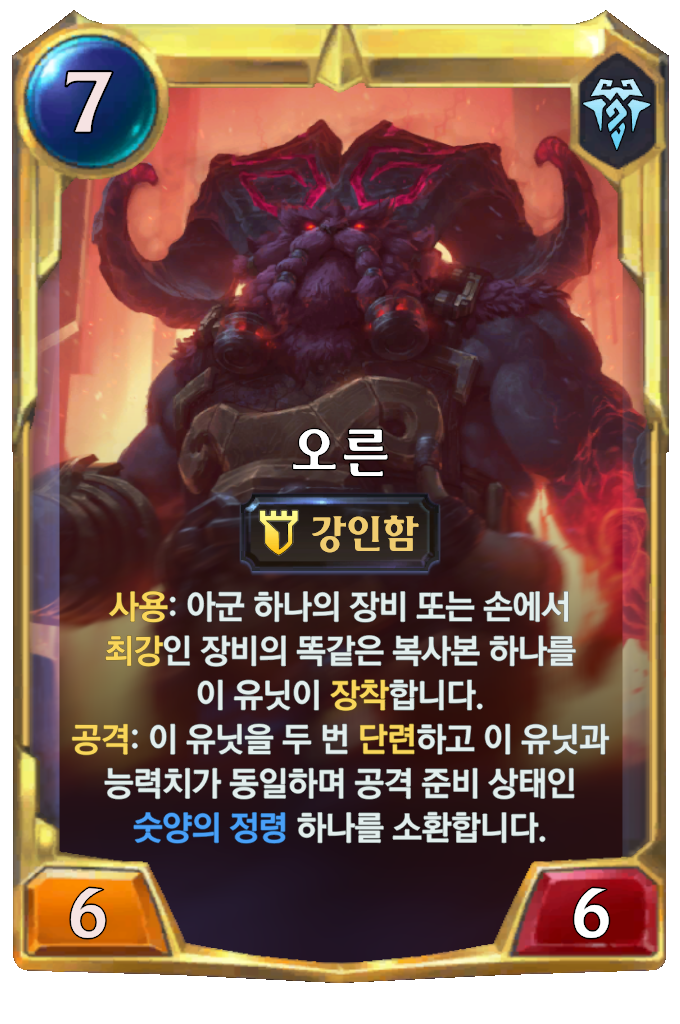 7
오른
강인함
사용: 아군 하나의 장비 또는 손에서
최강인 장비의 똑같은 복사본 하나를
이 유닛이 장착합니다.
공격: 이 유닛을 두 번 단련하고 이 유닛과
능력치가 동일하며 공격 준비 상태인
숫양의 정령 하나를 소환합니다.
6
6